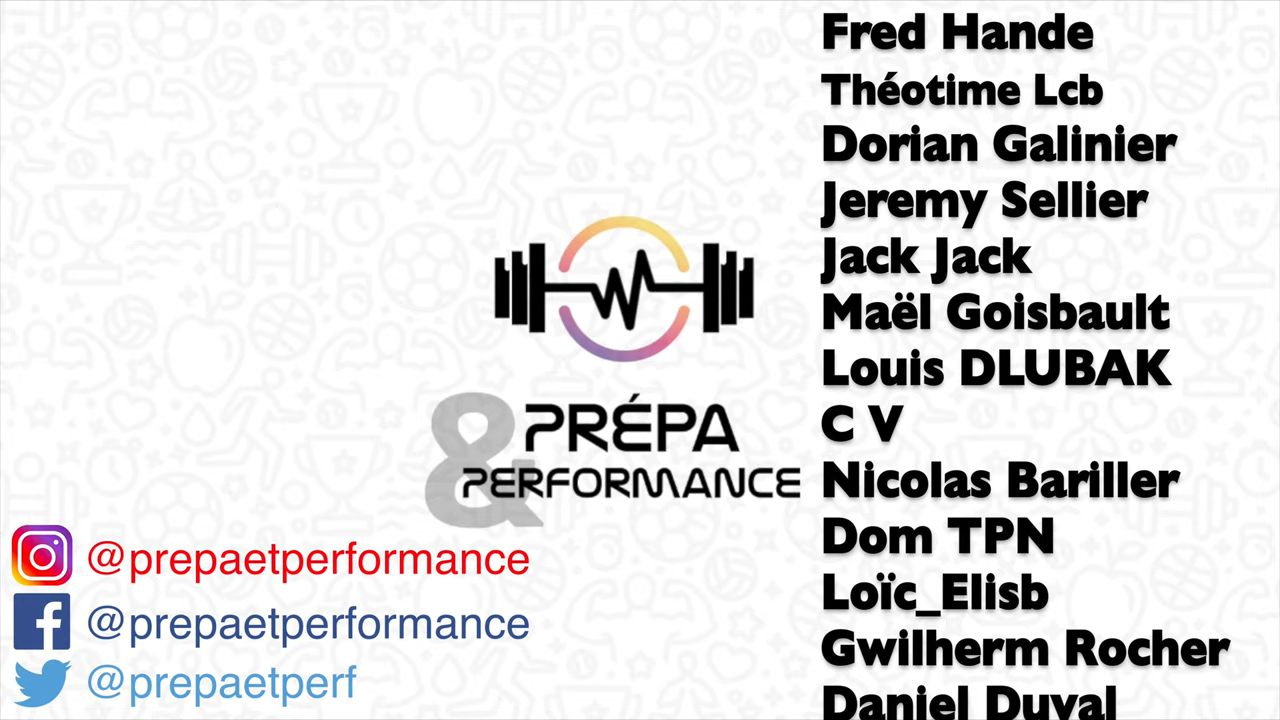 Fred Hande
Théotime Lcb
Dorian Galinier
Jeremy Sellier
Jack Jack
Maël Goisbault
Louis DLUBAK
C V
Nicolas Bariller
Dom TPN
Loïc_Elisb
Gwilherm Rocher
Daniel Duval
&
PRÉPA
PERFORMANCE
@prepaetperformance
@prepaetperformance
@prepaetperf